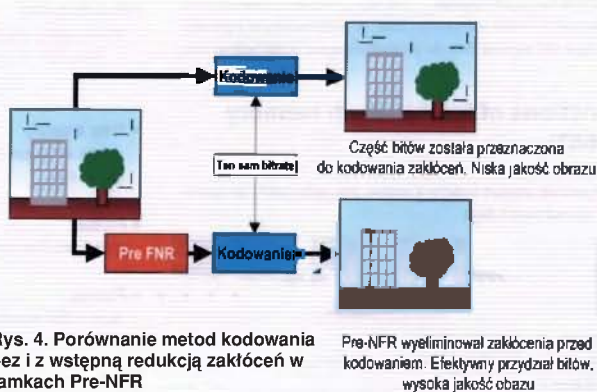 Kodowanie
Ten sam bitrate
Część bitów została przeznaczona
do kodowania zakłóceń. Niska jakość obrazu
Pre FNR
Kodowanie
Rys. 4. Porównanie metod kodowania
bez i z wstępną redukcją zakłóceń w
ramkach Pre-NFR
Pre-NFR wyeliminował zakłócenia przed
kodowaniem. Efektywny przydział bitów,
wysoka jakość obazu